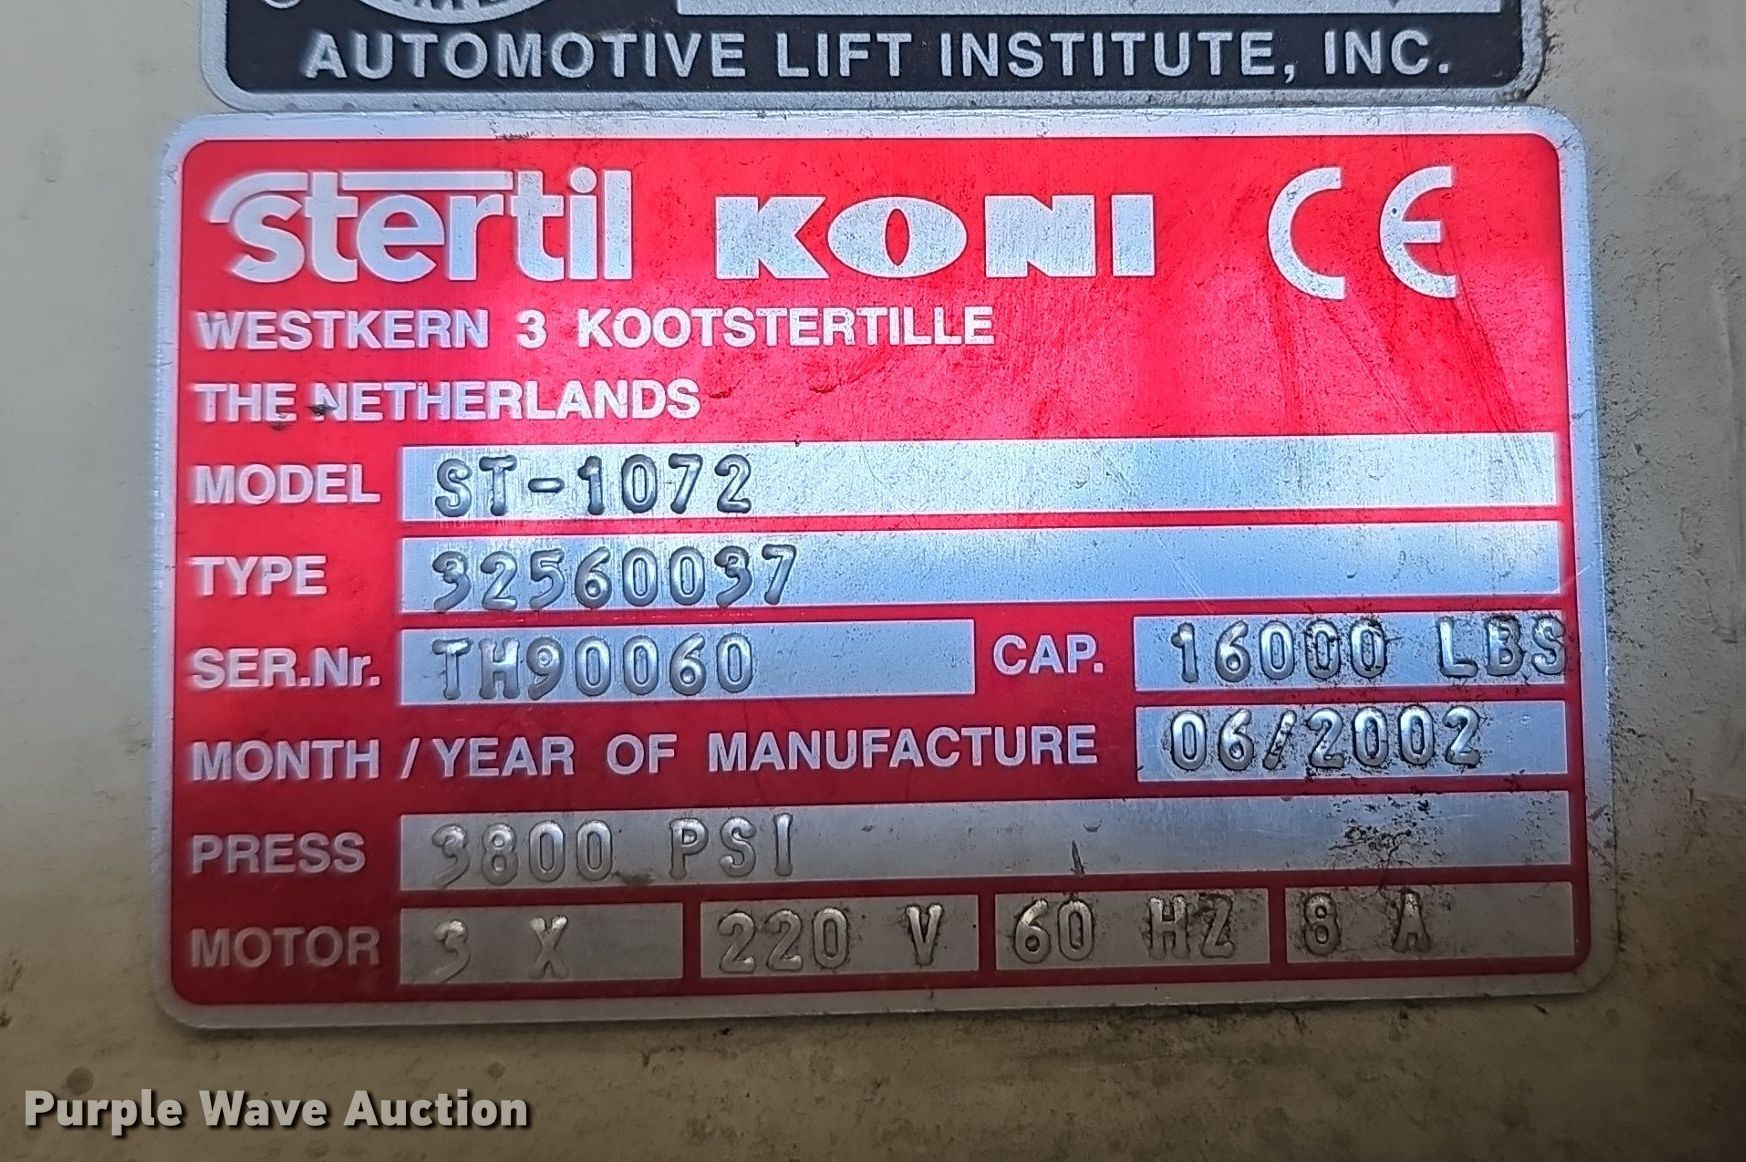 AUTOMOTIVE LIFT INSTITUTE, INC.
stertil KONI CE
WESTKERN 3 KOOTSTERTILLE
THE NETHERLANDS
MODEL ST-1072
TYPE 32560037
SER.Nr. TH90060 CAP. 16000 LBS
MONTH / YEAR OF MANUFACTURE 06/2002
PRESS 3800 PSI
MOTOR 3 X 220 V 60 HZ 8 A
Purple Wave Auction